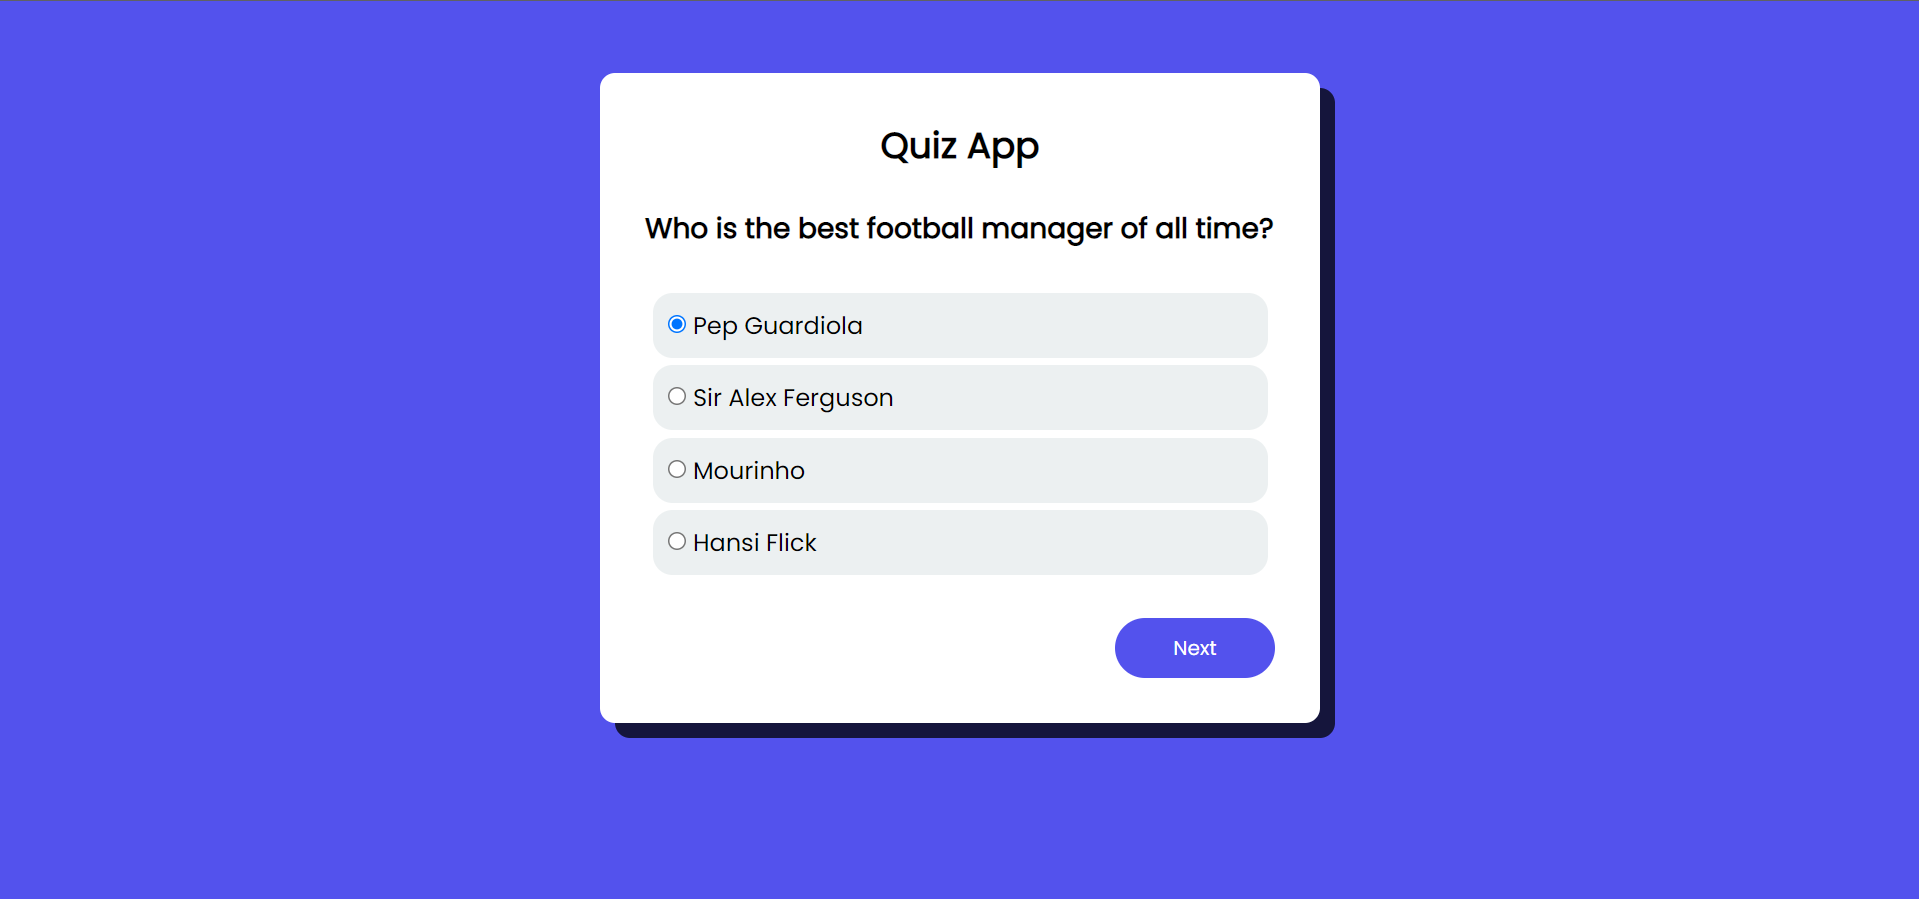 Quiz App
Who is the best football manager of all time?
Pep Guardiola
Sir Alex Ferguson
Mourinho
Hansi Flick
Next